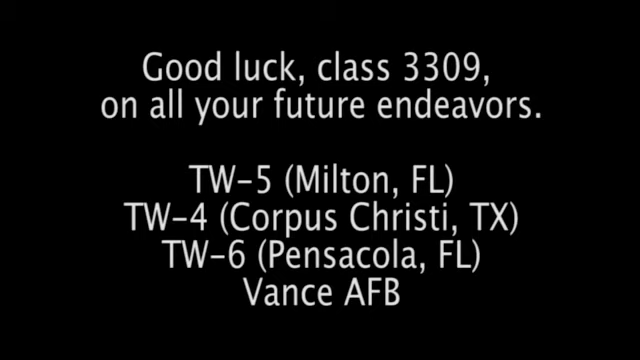 Good luck, class 3309,
on all your future endeavors.
TW-5 (Milton, FL)
TW-4 (Corpus Christi, TX)
TW-6 (Pensacola, FL)
Vance AFB